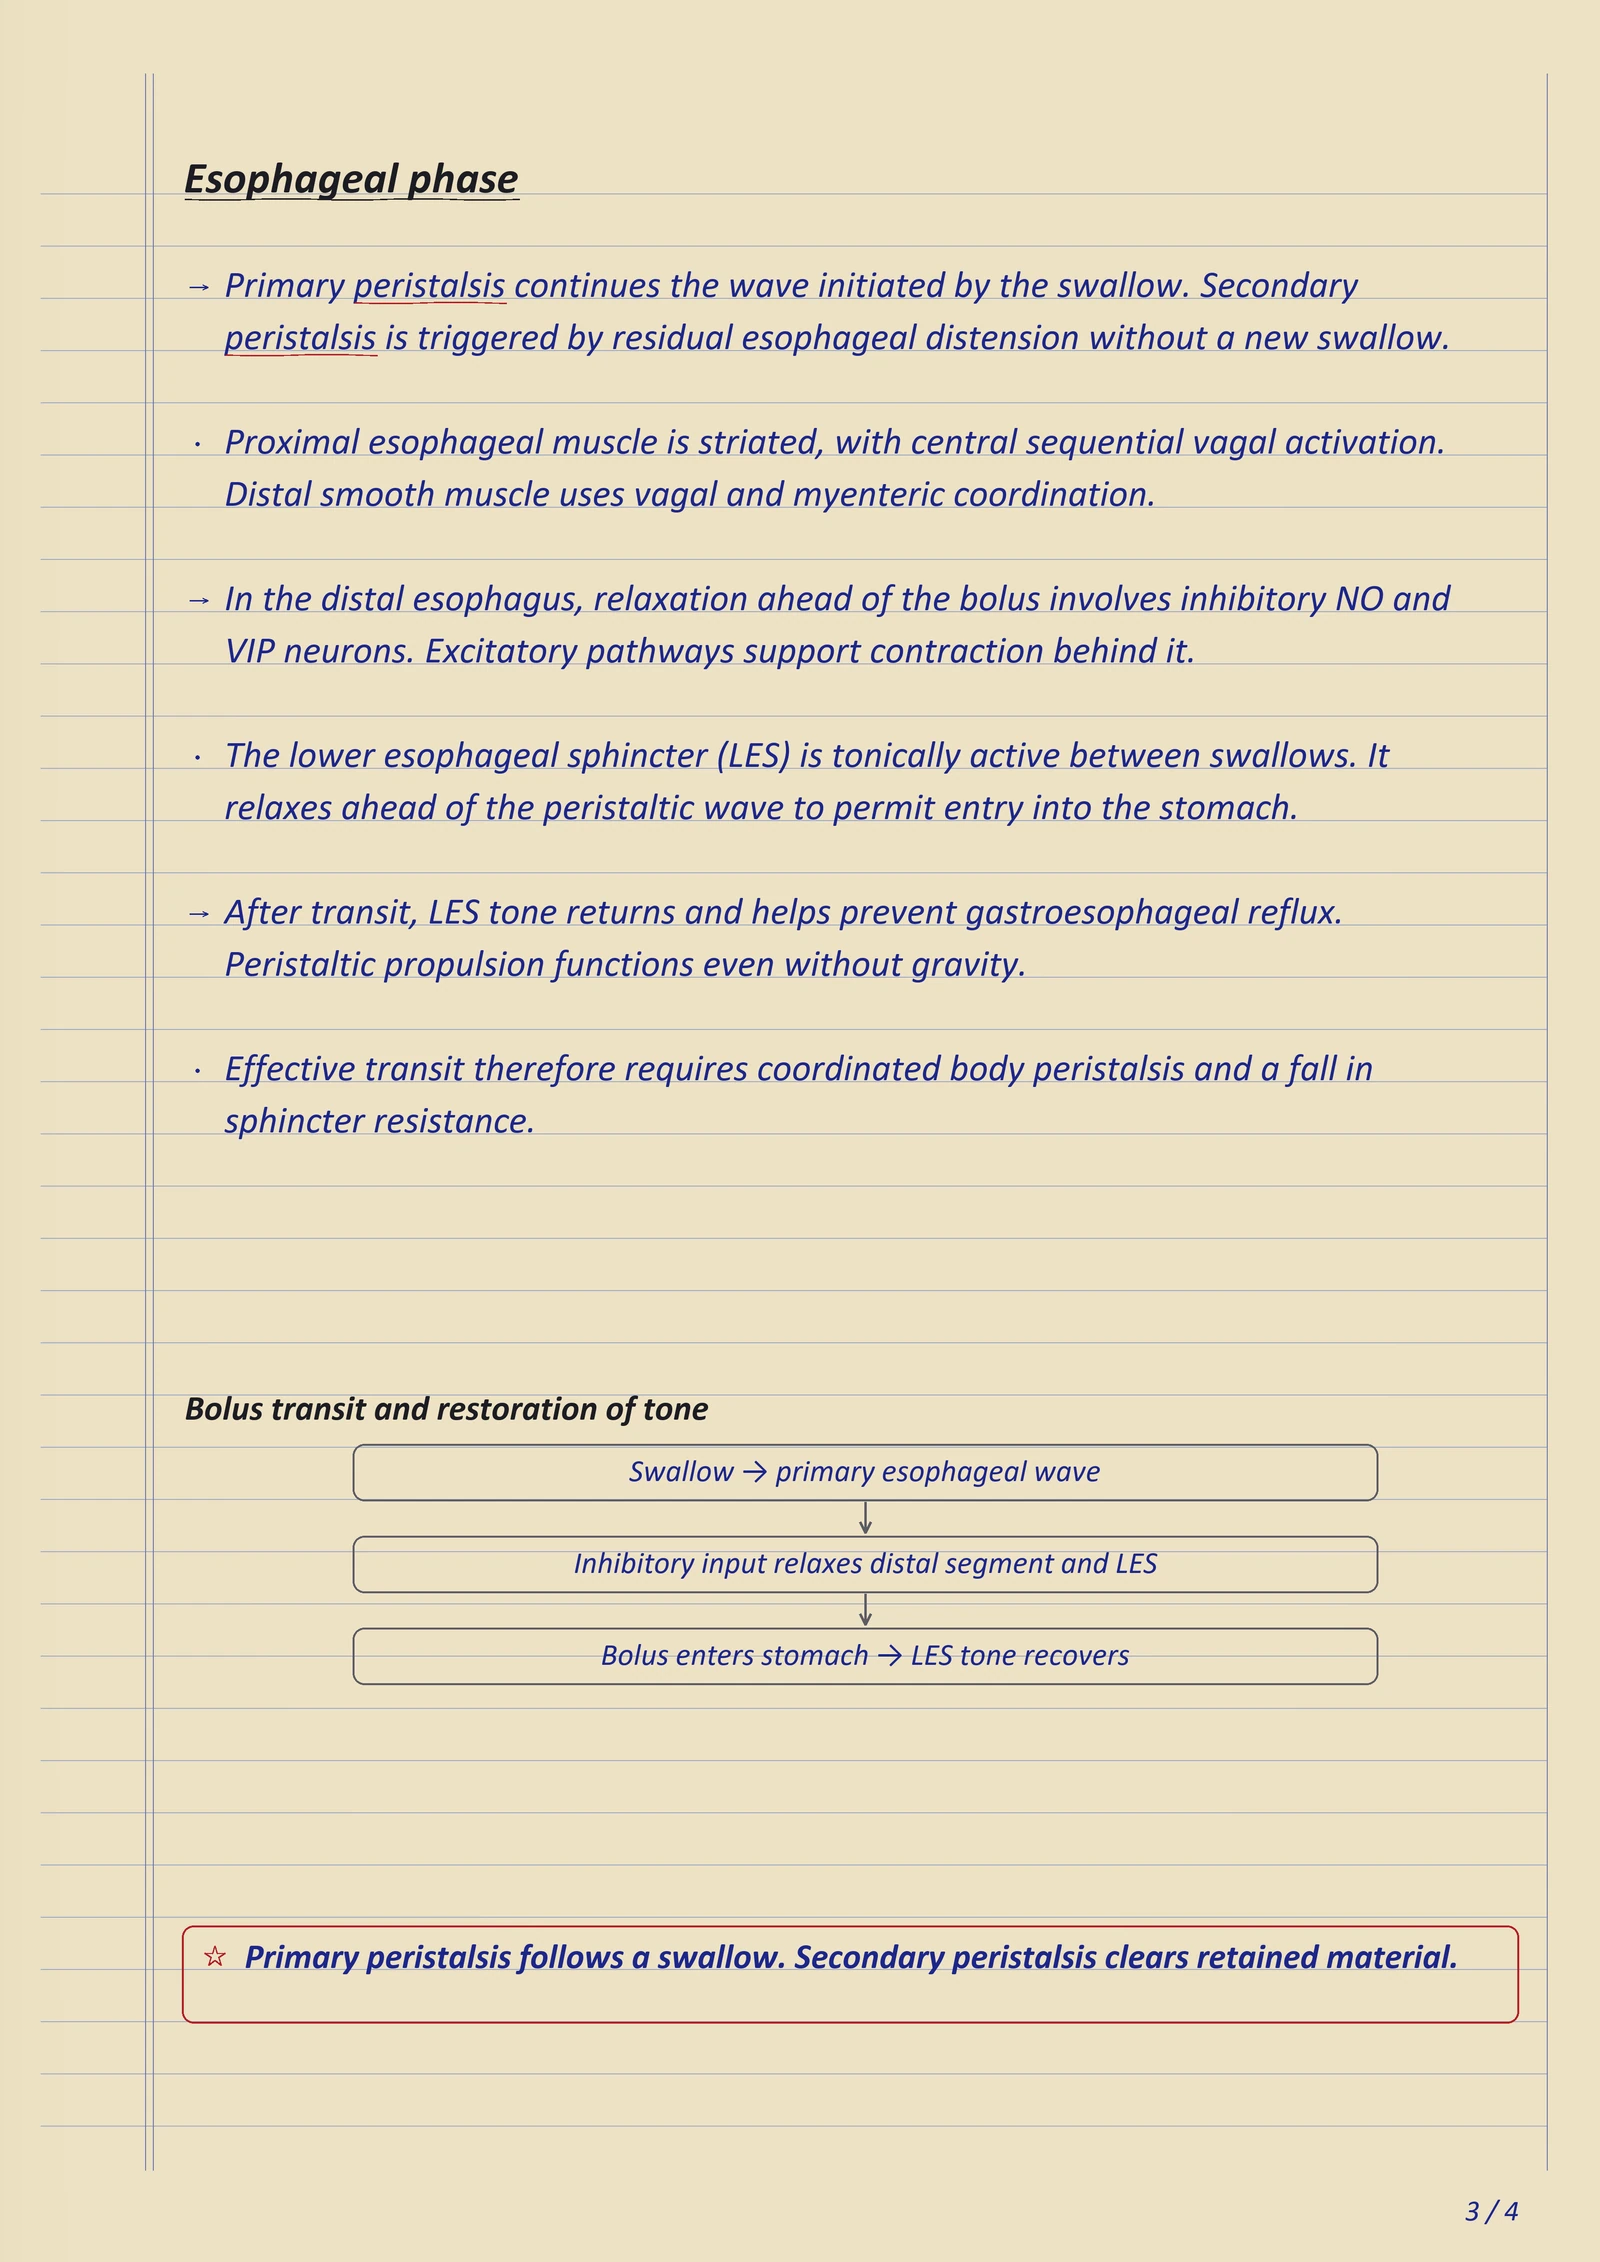 Esophageal phase
→ Primary peristalsis continues the wave initiated by the swallow. Secondary
peristalsis is triggered by residual esophageal distension without a new swallow.
· Proximal esophageal muscle is striated, with central sequential vagal activation.
Distal smooth muscle uses vagal and myenteric coordination.
→ In the distal esophagus, relaxation ahead of the bolus involves inhibitory NO and
VIP neurons. Excitatory pathways support contraction behind it.
· The lower esophageal sphincter (LES) is tonically active between swallows. It
relaxes ahead of the peristaltic wave to permit entry into the stomach.
→ After transit, LES tone returns and helps prevent gastroesophageal reflux.
Peristaltic propulsion functions even without gravity.
· Effective transit therefore requires coordinated body peristalsis and a fall in
sphincter resistance.
Bolus transit and restoration of tone
Swallow → primary esophageal wave
Inhibitory input relaxes distal segment and LES
Bolus enters stomach → LES tone recovers
☆ Primary peristalsis follows a swallow. Secondary peristalsis clears retained material.
3 / 4